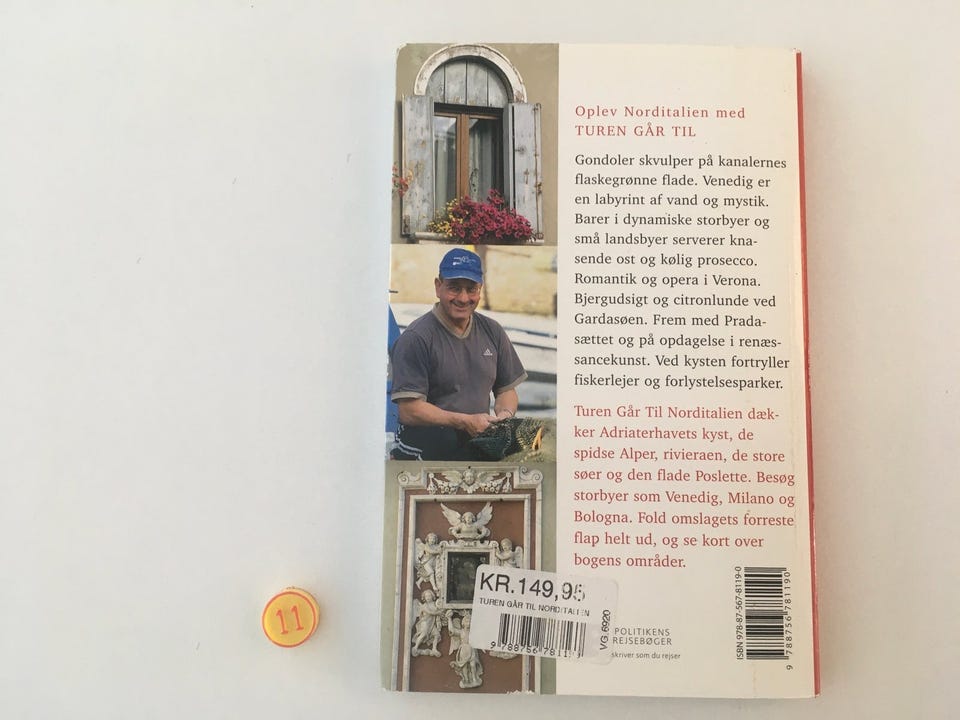 Oplev Norditalien med
TUREN GÅR TIL
Gondoler skvulper på kanalernes
flaskegrønne flade. Venedig er
en labyrint af vand og mystik.
Barer i dynamiske storbyer og
små landsbyer serverer kna-
sende ost og kølig prosecco.
Romantik og opera i Verona.
Bjergudsigt og citronlunde ved
Gardasøen. Frem med Prada-
sættet og på opdagelse i renæs-
sancekunst. Ved kysten fortryller
fiskerlejer og forlystelsesparker.
Turen Går Til Norditalien dæk-
ker Adriaterhavets kyst, de
spidse Alper, rivieraen, de store
søer og den flade Poslette. Besøg
storbyer som Venedig, Milano og
Bologna. Fold omslagets forreste
flap helt ud, og se kort over
bogens områder.
KR.149,95
TUREN GÅR TIL NORDITALIEN
VG.6920
POLITIKENS
REJSEBØGER
skriver som du rejser
ISBN 978-87-567-8119-0
9 788756 781190
11